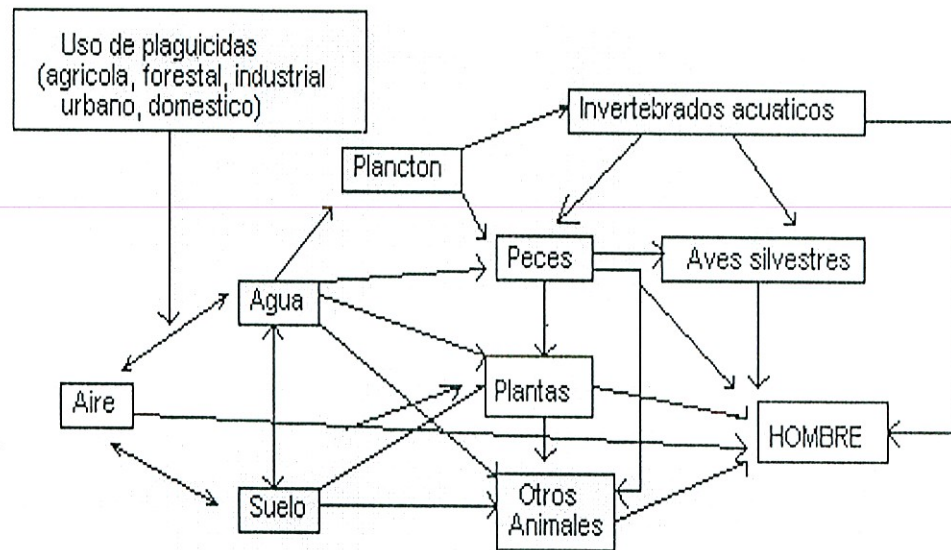 Uso de plaguicidas
(agricola, forestal, industrial
urbano, domestico)
Invertebrados acuaticos
Plancton
Peces
Aves silvestres
Agua
Plantas
Aire
HOMBRE
Suelo
Otros
Animales